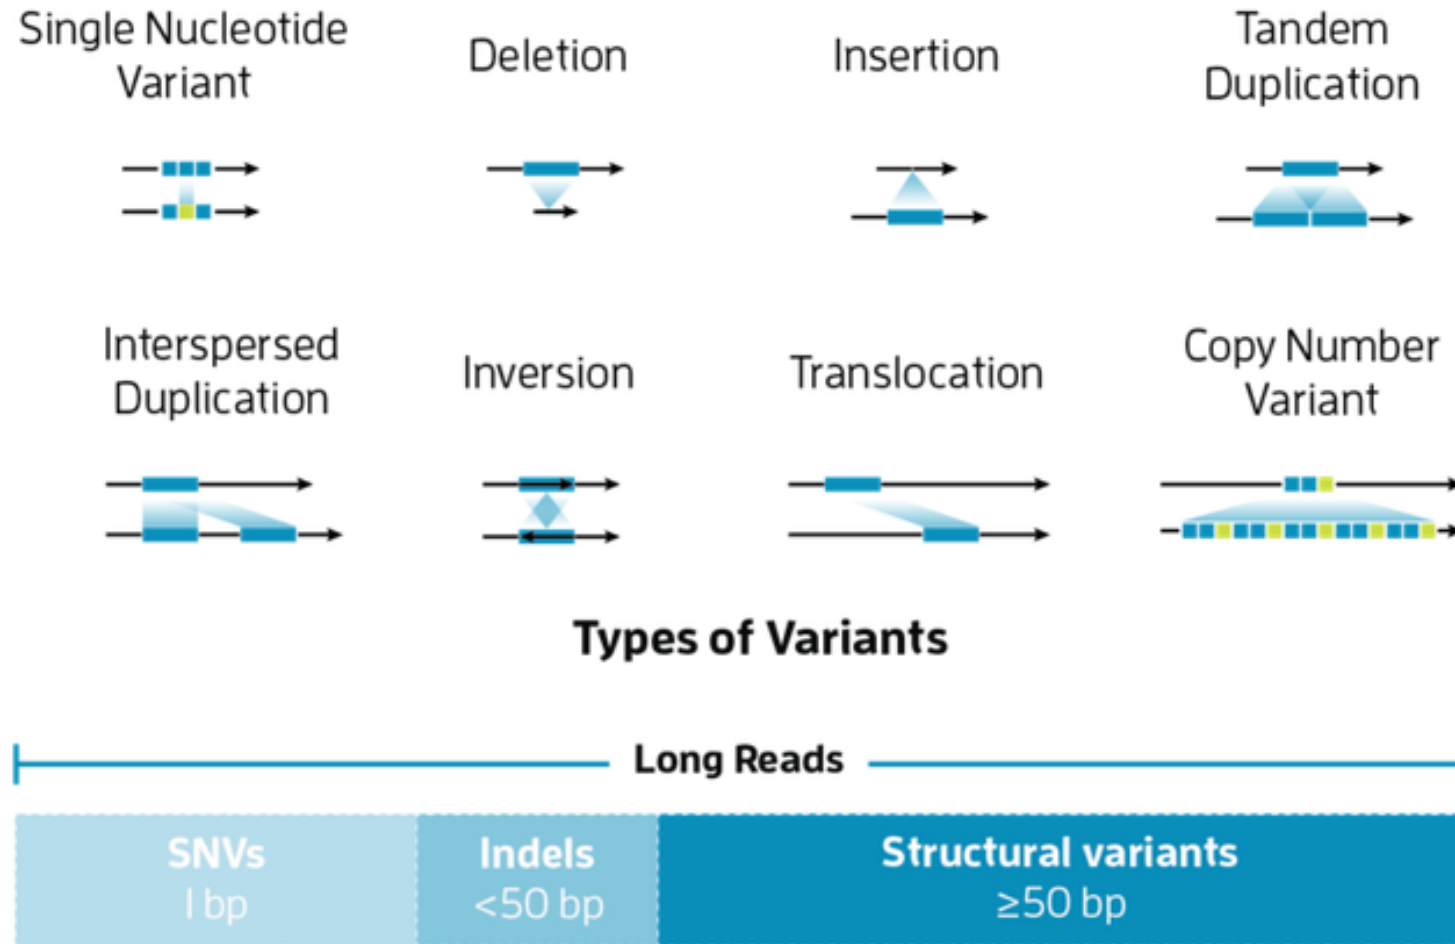 Single Nucleotide
Variant
Deletion
Insertion
Tandem
Duplication
Interspersed
Duplication
Inversion
Translocation
Copy Number
Variant
Types of Variants
Long Reads
SNVs
1 bp
Indels
<50 bp
Structural variants
≥50 bp